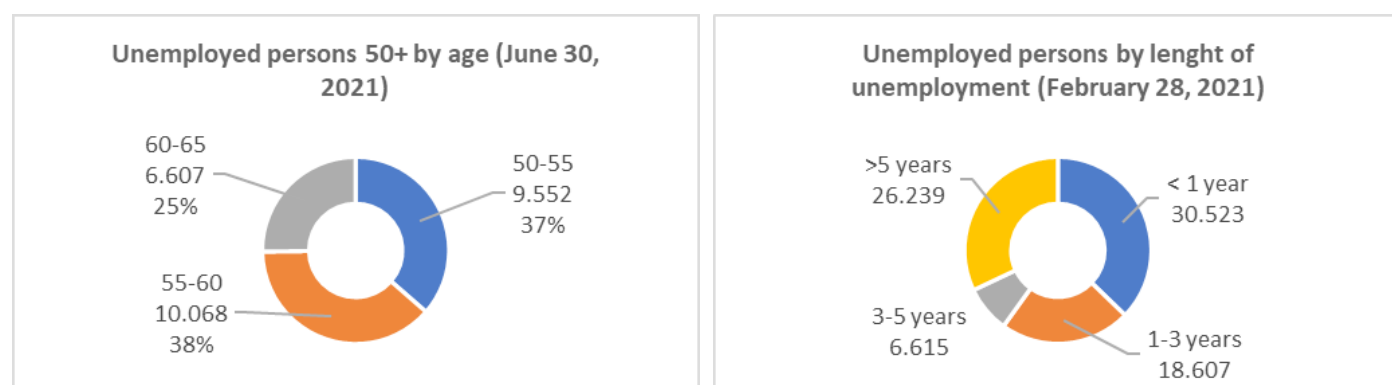 Unemployed persons 50+ by age (June 30,
2021)
60-65
6.607
25%
50-55
9.552
37%
55-60
10.068
38%
Unemployed persons by lenght of
unemployment (February 28, 2021)
>5 years
26.239
< 1 year
30.523
3-5 years
6.615
1-3 years
18.607